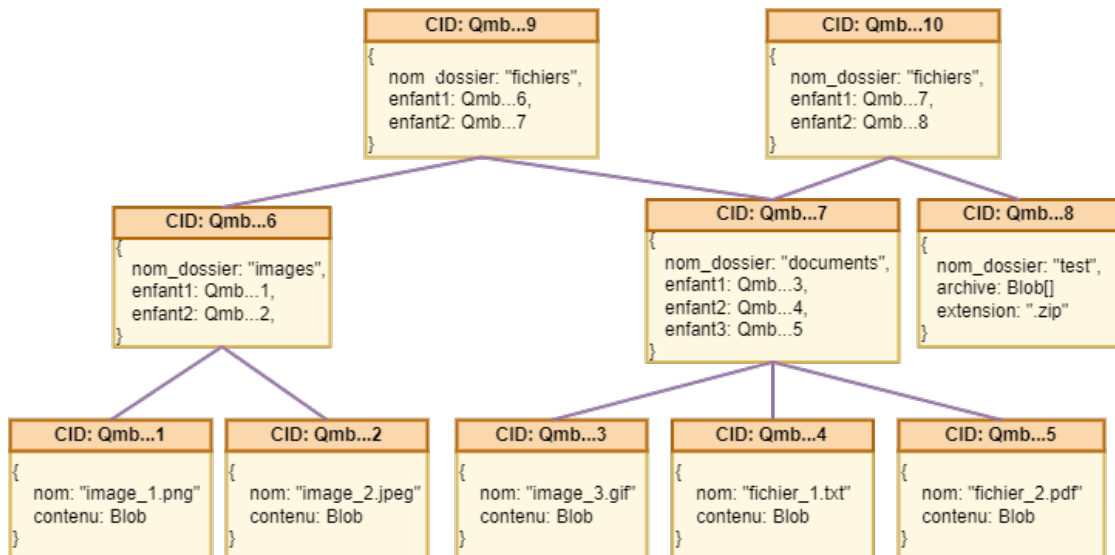 CID: Qmb...9
{
nom_dossier: "fichiers",
enfant1: Qmb...6,
enfant2: Qmb...7
}
CID: Qmb...10
{
nom_dossier: "fichiers",
enfant1: Qmb...7,
enfant2: Qmb...8
}
CID: Qmb...6
{
nom_dossier: "images",
enfant1: Qmb...1,
enfant2: Qmb...2,
}
CID: Qmb...7
{
nom_dossier: "documents",
enfant1: Qmb...3,
enfant2: Qmb...4,
enfant3: Qmb...5
}
CID: Qmb...8
{
nom_dossier: "test",
archive: Blob[]
extension: ".zip"
}
CID: Qmb...1
{
nom: "image_1.png"
contenu: Blob
}
CID: Qmb...2
{
nom: "image_2.jpeg"
contenu: Blob
}
CID: Qmb...3
{
nom: "image_3.gif"
contenu: Blob
}
CID: Qmb...4
{
nom: "fichier_1.txt"
contenu: Blob
}
CID: Qmb...5
{
nom: "fichier_2.pdf"
contenu: Blob
}